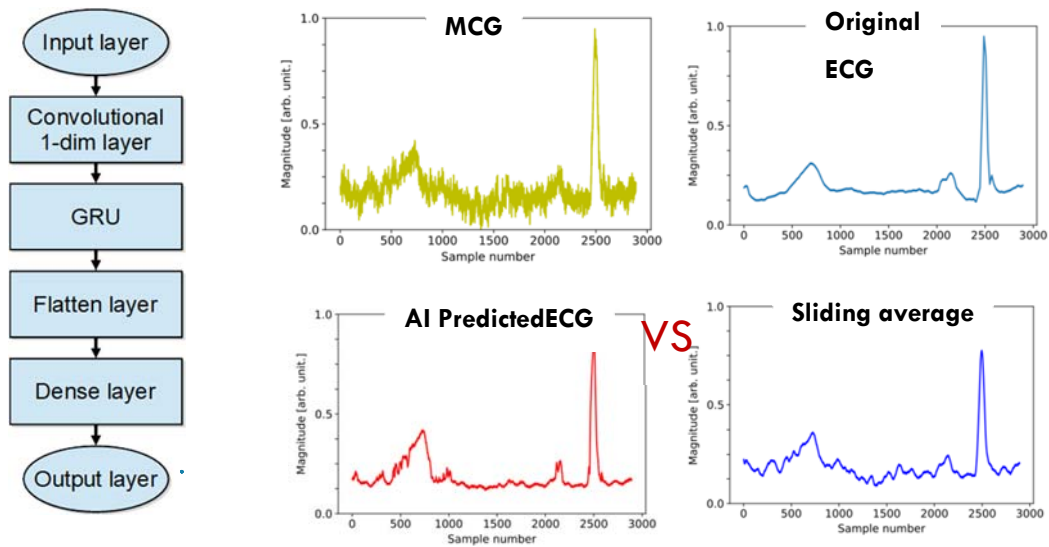 Input layer
Convolutional
1-dim layer
GRU
Flatten layer
Dense layer
Output layer
MCG
1.0
0.5
0.0
Magnitude [arb. unit.]
0 500 1000 1500 2000 2500 3000
Sample number
Original
ECG
1.0
0.5
0.0
Magnitude [arb. unit.]
0 500 1000 1500 2000 2500 3000
Sample number
AI PredictedECG
1.0
0.5
0.0
Magnitude [arb. unit.]
0 500 1000 1500 2000 2500 3000
Sample number
VS
Sliding average
1.0
0.5
0.0
Magnitude [arb. unit.]
0 500 1000 1500 2000 2500 3000
Sample number